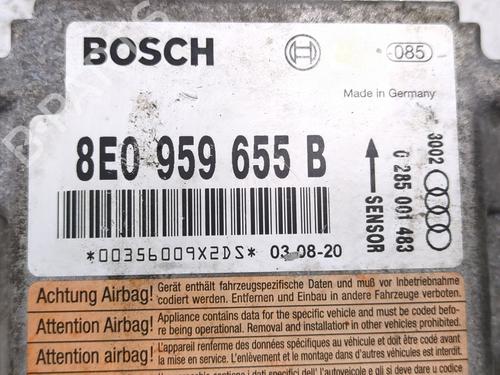 BOSCH
085
Made in Germany
8E0 959 655 B
3002
0 285 001 483
SENSOR
*00356009X2DS* 03-08-20
Achtung Airbag! Gerät enthält fahrzeugspezifische Daten und muß vor Inbetriebnahme
codiert werden. Entfernen und Einbau in andere Fahrzeuge verboten.
Attention Airbag! Appliance contains data for the specific vehicle and must be coded be-
fore being operational. Removal and installation in other vehicles prohibited.
Attention airbag! L'appareil renferme des données spécifiques au véhicule et doit être codé avant
la mise en service. L'enlèvement et le montage dans d'autres véhicules est interdit.